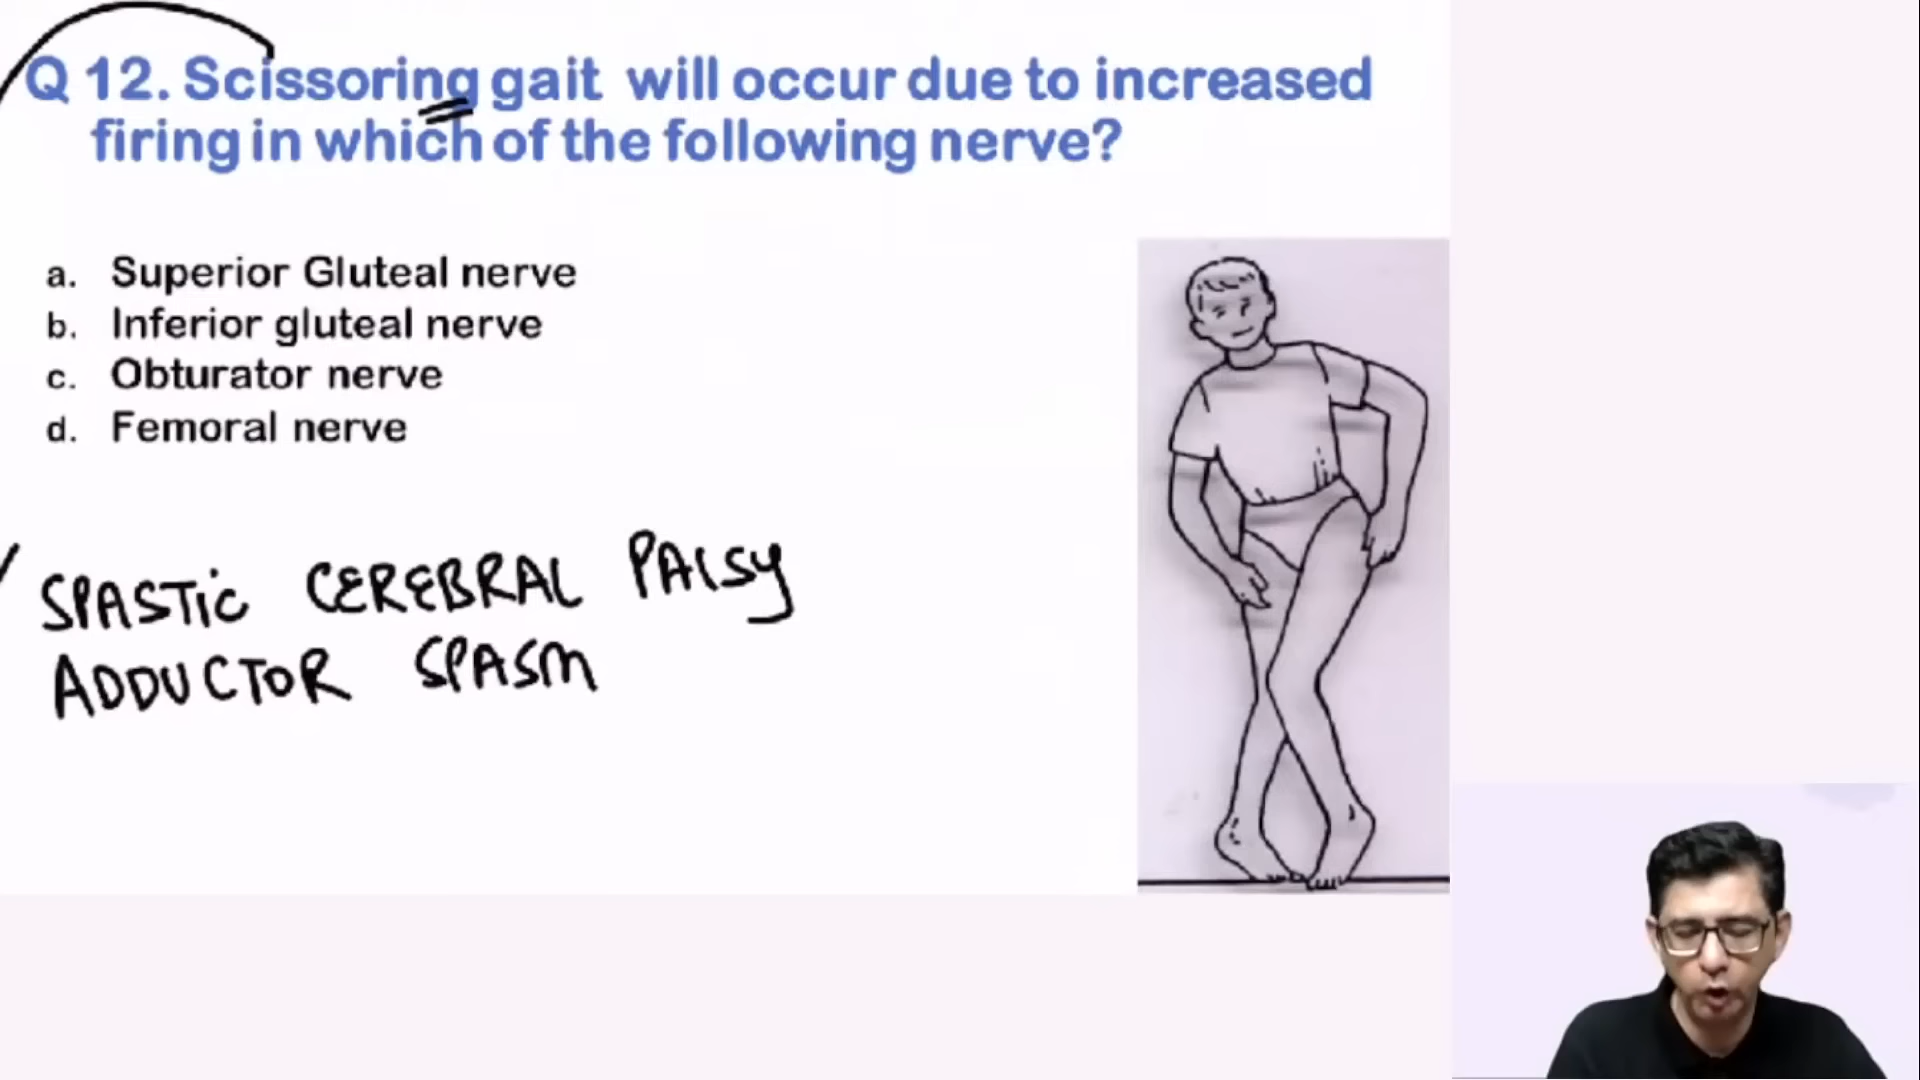 Q 12. Scissoring gait will occur due to increased
firing in which of the following nerve?
a. Superior Gluteal nerve
b. Inferior gluteal nerve
c. Obturator nerve
d. Femoral nerve
SPASTIC CEREBRAL PALSY
ADDUCTOR SPASM